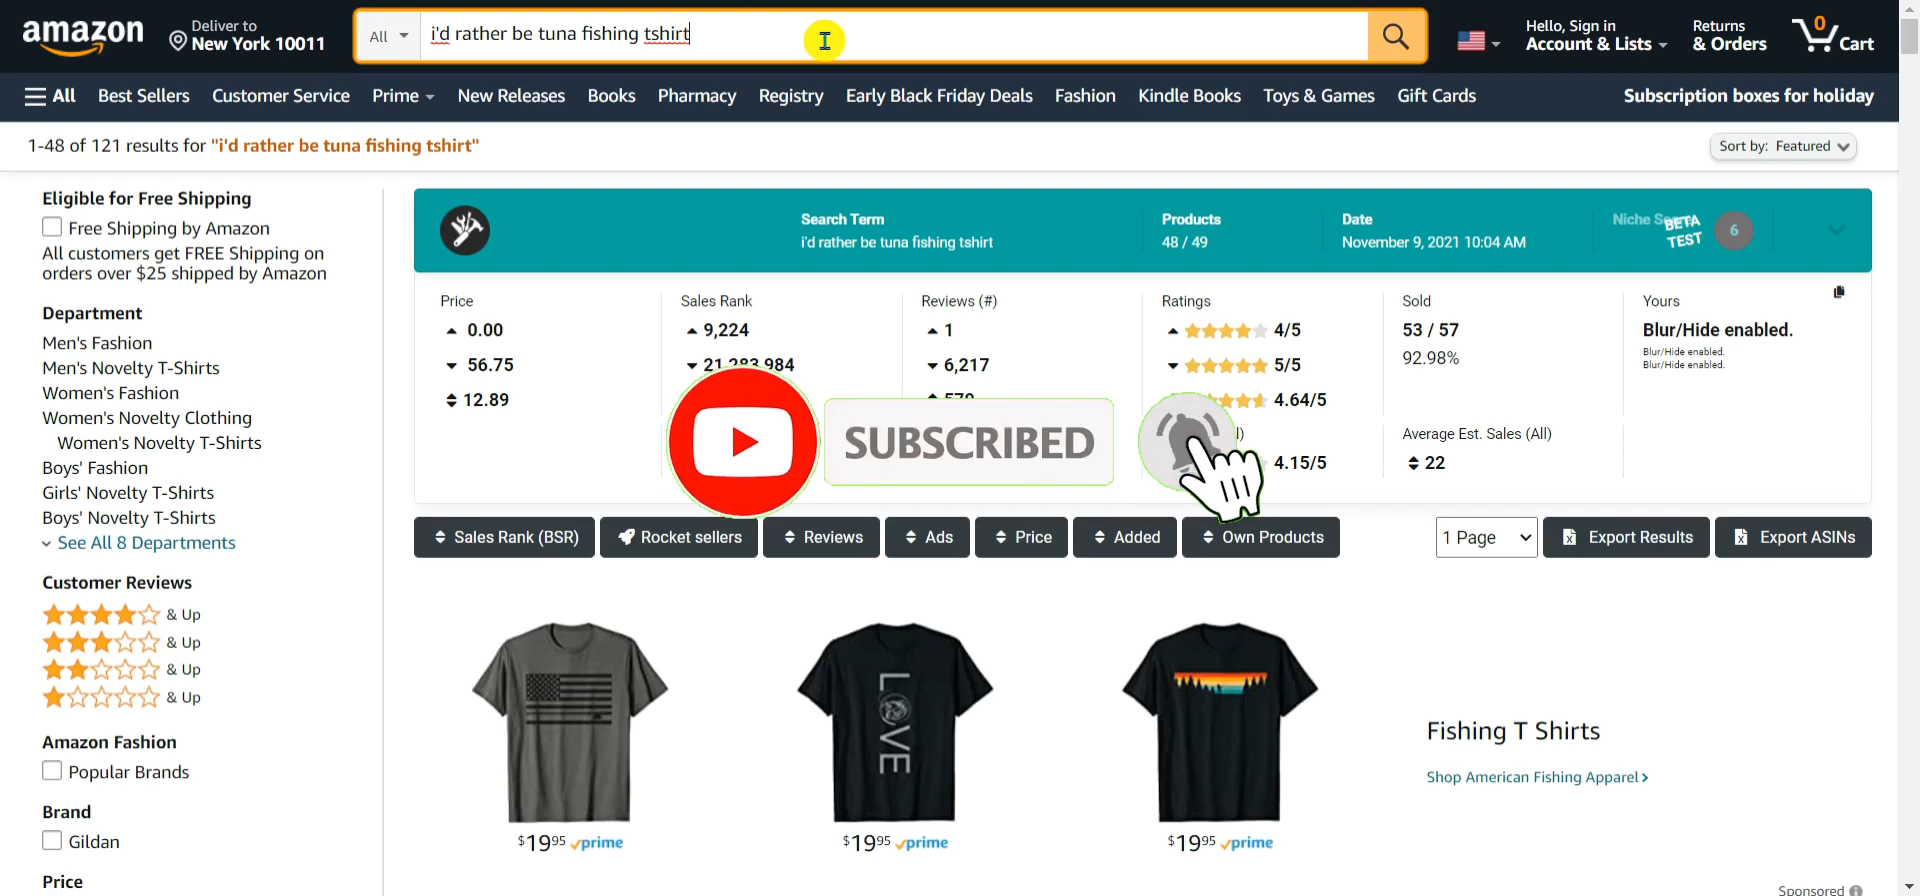 amazon
Deliver to
New York 10011
All
i'd rather be tuna fishing tshirt
Hello, Sign in
Account & Lists
Returns
& Orders
0
Cart
All
Best Sellers
Customer Service
Prime
New Releases
Books
Pharmacy
Registry
Early Black Friday Deals
Fashion
Kindle Books
Toys & Games
Gift Cards
Subscription boxes for holiday
1-48 of 121 results for "i'd rather be tuna fishing tshirt"
Sort by: Featured
Eligible for Free Shipping
Free Shipping by Amazon
All customers get FREE Shipping on
orders over $25 shipped by Amazon
Department
Men's Fashion
Men's Novelty T-Shirts
Women's Fashion
Women's Novelty Clothing
Women's Novelty T-Shirts
Boys' Fashion
Girls' Novelty T-Shirts
Boys' Novelty T-Shirts
See All 8 Departments
Customer Reviews
& Up
& Up
& Up
& Up
Amazon Fashion
Popular Brands
Brand
Gildan
Price
Search Term
i'd rather be tuna fishing tshirt
Products
48 / 49
Date
November 9, 2021 10:04 AM
Niche
BETA
TEST
6
Price
0.00
56.75
12.89
Sales Rank
9,224
21,283,984
Reviews (#)
1
6,217
Ratings
4/5
5/5
4.64/5
4.15/5
Sold
53 / 57
92.98%
Average Est. Sales (All)
22
Yours
Blur/Hide enabled.
Blur/Hide enabled.
Blur/Hide enabled.
SUBSCRIBED
Sales Rank (BSR)
Rocket sellers
Reviews
Ads
Price
Added
Own Products
1 Page
Export Results
Export ASINs
LOVE
$19.95 prime
$19.95 prime
$19.95 prime
Fishing T Shirts
Shop American Fishing Apparel
Sponsored